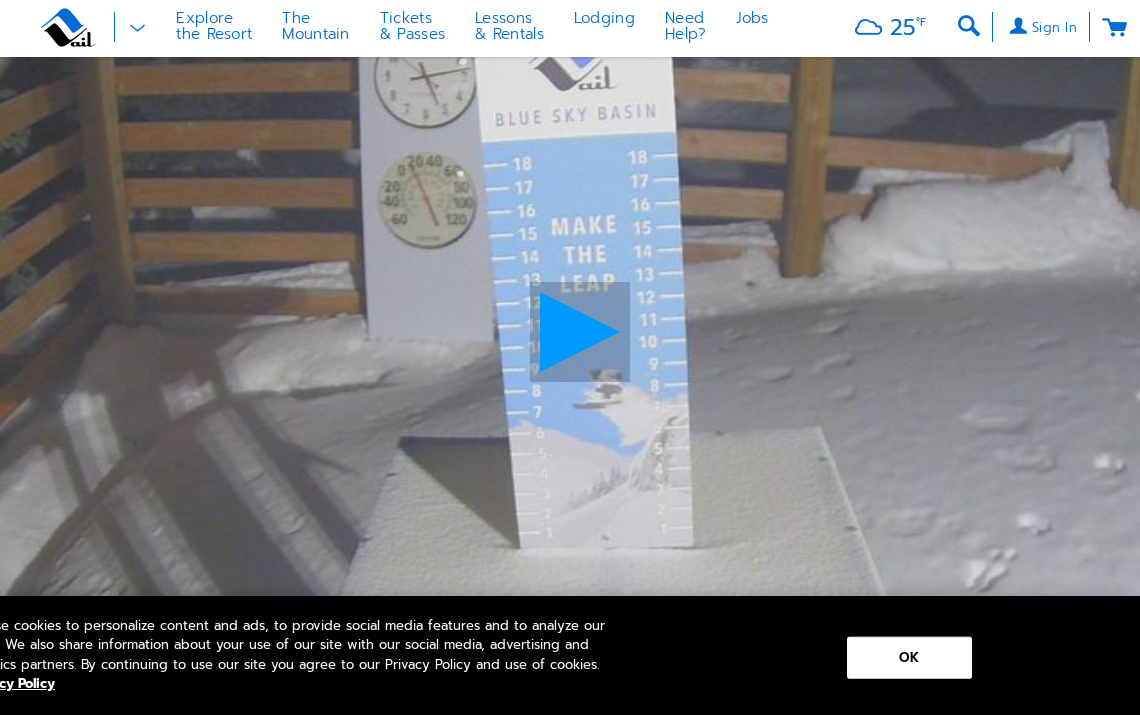 Vail
Explore
the Resort
The
Mountain
Tickets
& Passes
Lessons
& Rentals
Lodging
Need
Help?
Jobs
25°F
Sign In
ail
BLUE SKY BASIN
18 18
17 17
16 16
15 15
14 14
13 13
12 12
11 11
10 10
9 9
8 8
7
6
5 5
4 4
3
2 2
1 1
MAKE
THE
LEAP
0 20 40 60
-20 80
-40 100
-60 120
cookies to personalize content and ads, to provide social media features and to analyze our
We also share information about your use of our site with our social media, advertising and
ics partners. By continuing to use our site you agree to our Privacy Policy and use of cookies.
cy Policy
OK